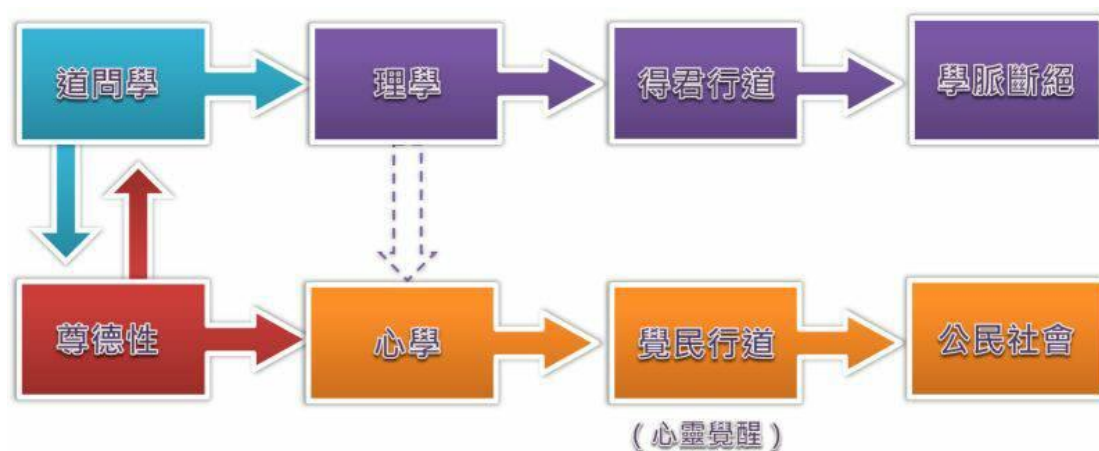 道問學
理學
得君行道
學脈斷絕
尊德性
心學
覺民行道
公民社會
（心靈覺醒）